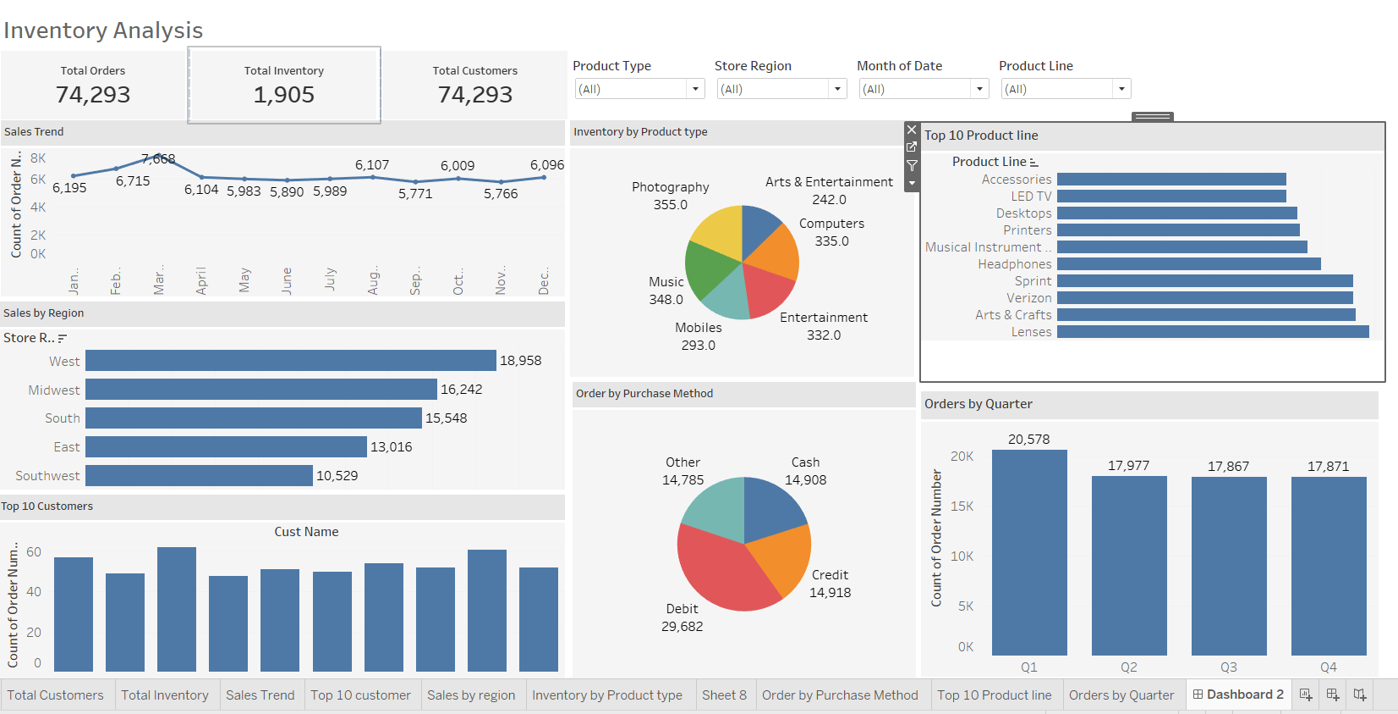 Inventory Analysis
Total Orders
74,293
Total Inventory
1,905
Total Customers
74,293
Product Type
(All)
Store Region
(All)
Month of Date
(All)
Product Line
(All)
Sales Trend
Count of Order N..
8K
6K
4K
2K
0K
6,195
6,715
7,668
6,104
5,983
5,890
5,989
6,107
5,771
6,009
5,766
6,096
Jan..
Feb..
Mar..
April
May
June
July
Aug..
Sep..
Oct..
Nov..
Dec..
Sales by Region
Store R..
West
18,958
Midwest
16,242
South
15,548
East
13,016
Southwest
10,529
Top 10 Customers
Cust Name
Count of Order Num..
60
40
20
0
Inventory by Product type
Photography
355.0
Arts & Entertainment
242.0
Computers
335.0
Music
348.0
Mobiles
293.0
Entertainment
332.0
Order by Purchase Method
Other
14,785
Cash
14,908
Credit
14,918
Debit
29,682
Top 10 Product line
Product Line
Accessories
LED TV
Desktops
Printers
Musical Instrument ..
Headphones
Sprint
Verizon
Arts & Crafts
Lenses
Orders by Quarter
Count of Order Number
20K
15K
10K
5K
0K
20,578
17,977
17,867
17,871
Q1
Q2
Q3
Q4
Total Customers
Total Inventory
Sales Trend
Top 10 customer
Sales by region
Inventory by Product type
Sheet 8
Order by Purchase Method
Top 10 Product line
Orders by Quarter
Dashboard 2